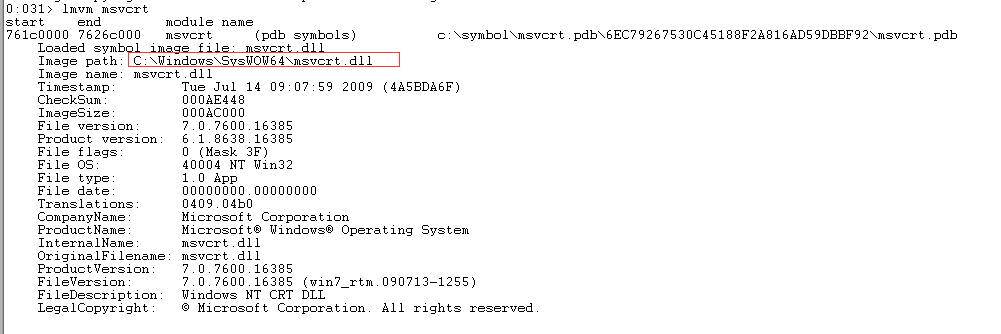 0:031> lmvm msvcrt
start    end        module name
761c0000 7626c000   msvcrt     (pdb symbols)          c:\symbol\msvcrt.pdb\6EC79267530C45188F2A816AD59DBBF92\msvcrt.pdb
    Loaded symbol image file: msvcrt.dll
    Image path: C:\Windows\SysWOW64\msvcrt.dll
    Image name: msvcrt.dll
    Timestamp:        Tue Jul 14 09:07:59 2009 (4A5BDA6F)
    CheckSum:         000AE448
    ImageSize:        000AC000
    File version:     7.0.7600.16385
    Product version:  6.1.8638.16385
    File flags:       0 (Mask 3F)
    File OS:          40004 NT Win32
    File type:        1.0 App
    File date:        00000000.00000000
    Translations:     0409.04b0
    CompanyName:      Microsoft Corporation
    ProductName:      Microsoft® Windows® Operating System
    InternalName:     msvcrt.dll
    OriginalFilename: msvcrt.dll
    ProductVersion:   7.0.7600.16385
    FileVersion:      7.0.7600.16385 (win7_rtm.090713-1255)
    FileDescription:  Windows NT CRT DLL
    LegalCopyright:   © Microsoft Corporation. All rights reserved.